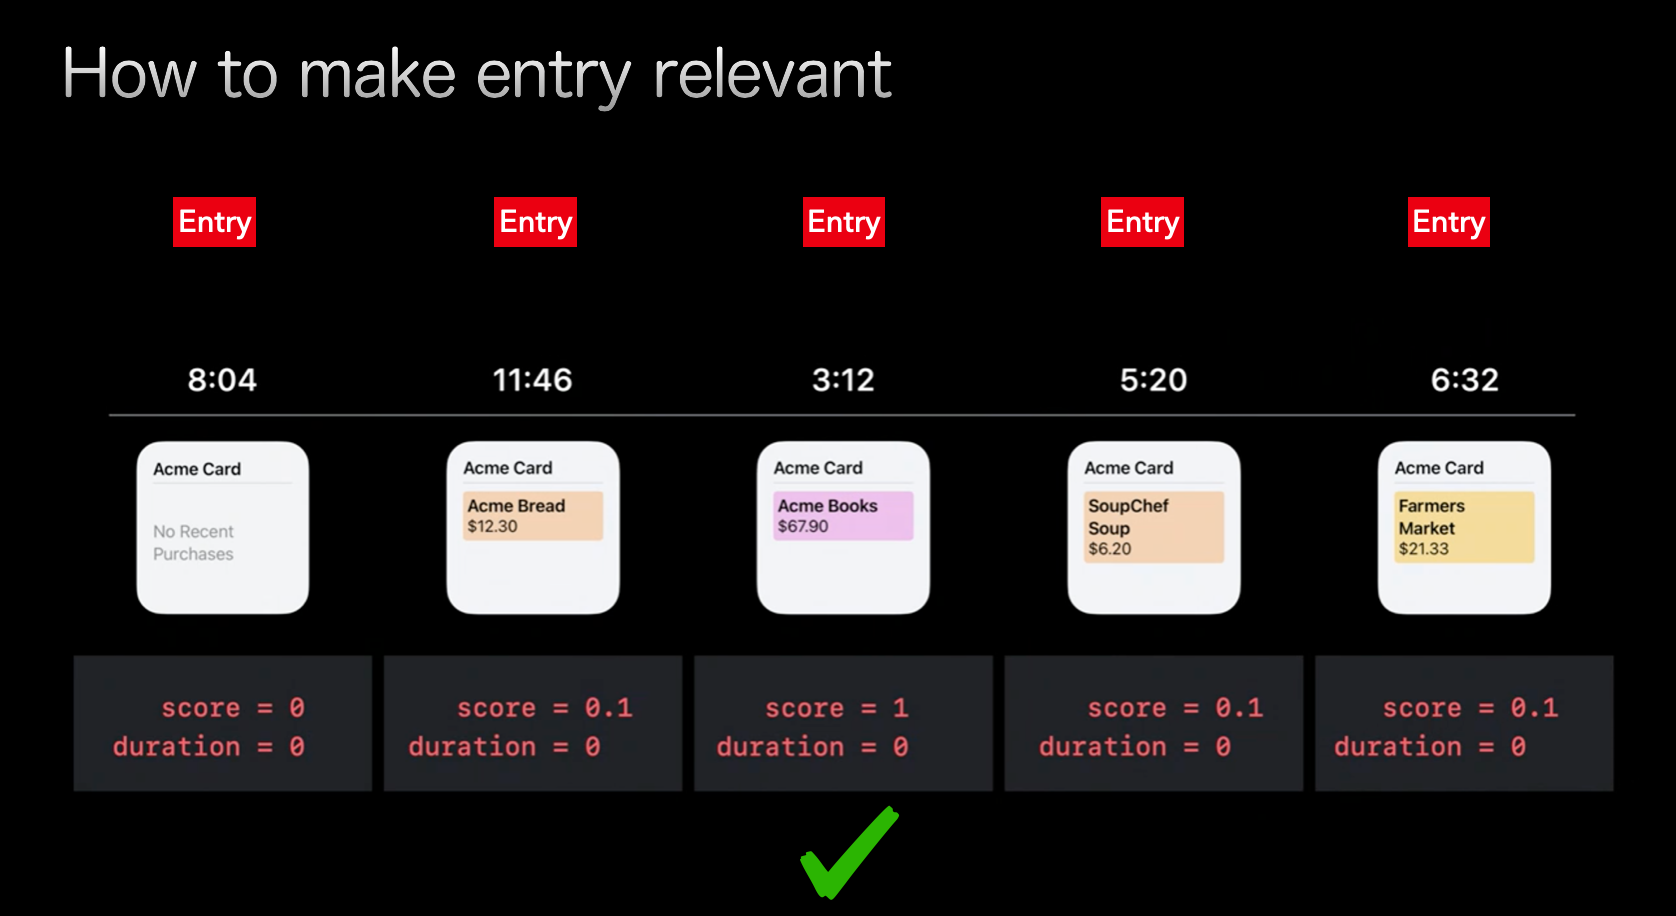 How to make entry relevant
Entry Entry Entry Entry Entry
8:04 11:46 3:12 5:20 6:32
Acme Card
No Recent
Purchases
Acme Card
Acme Bread
$12.30
Acme Card
Acme Books
$67.90
Acme Card
SoupChef
Soup
$6.20
Acme Card
Farmers
Market
$21.33
score = 0
duration = 0
score = 0.1
duration = 0
score = 1
duration = 0
score = 0.1
duration = 0
score = 0.1
duration = 0